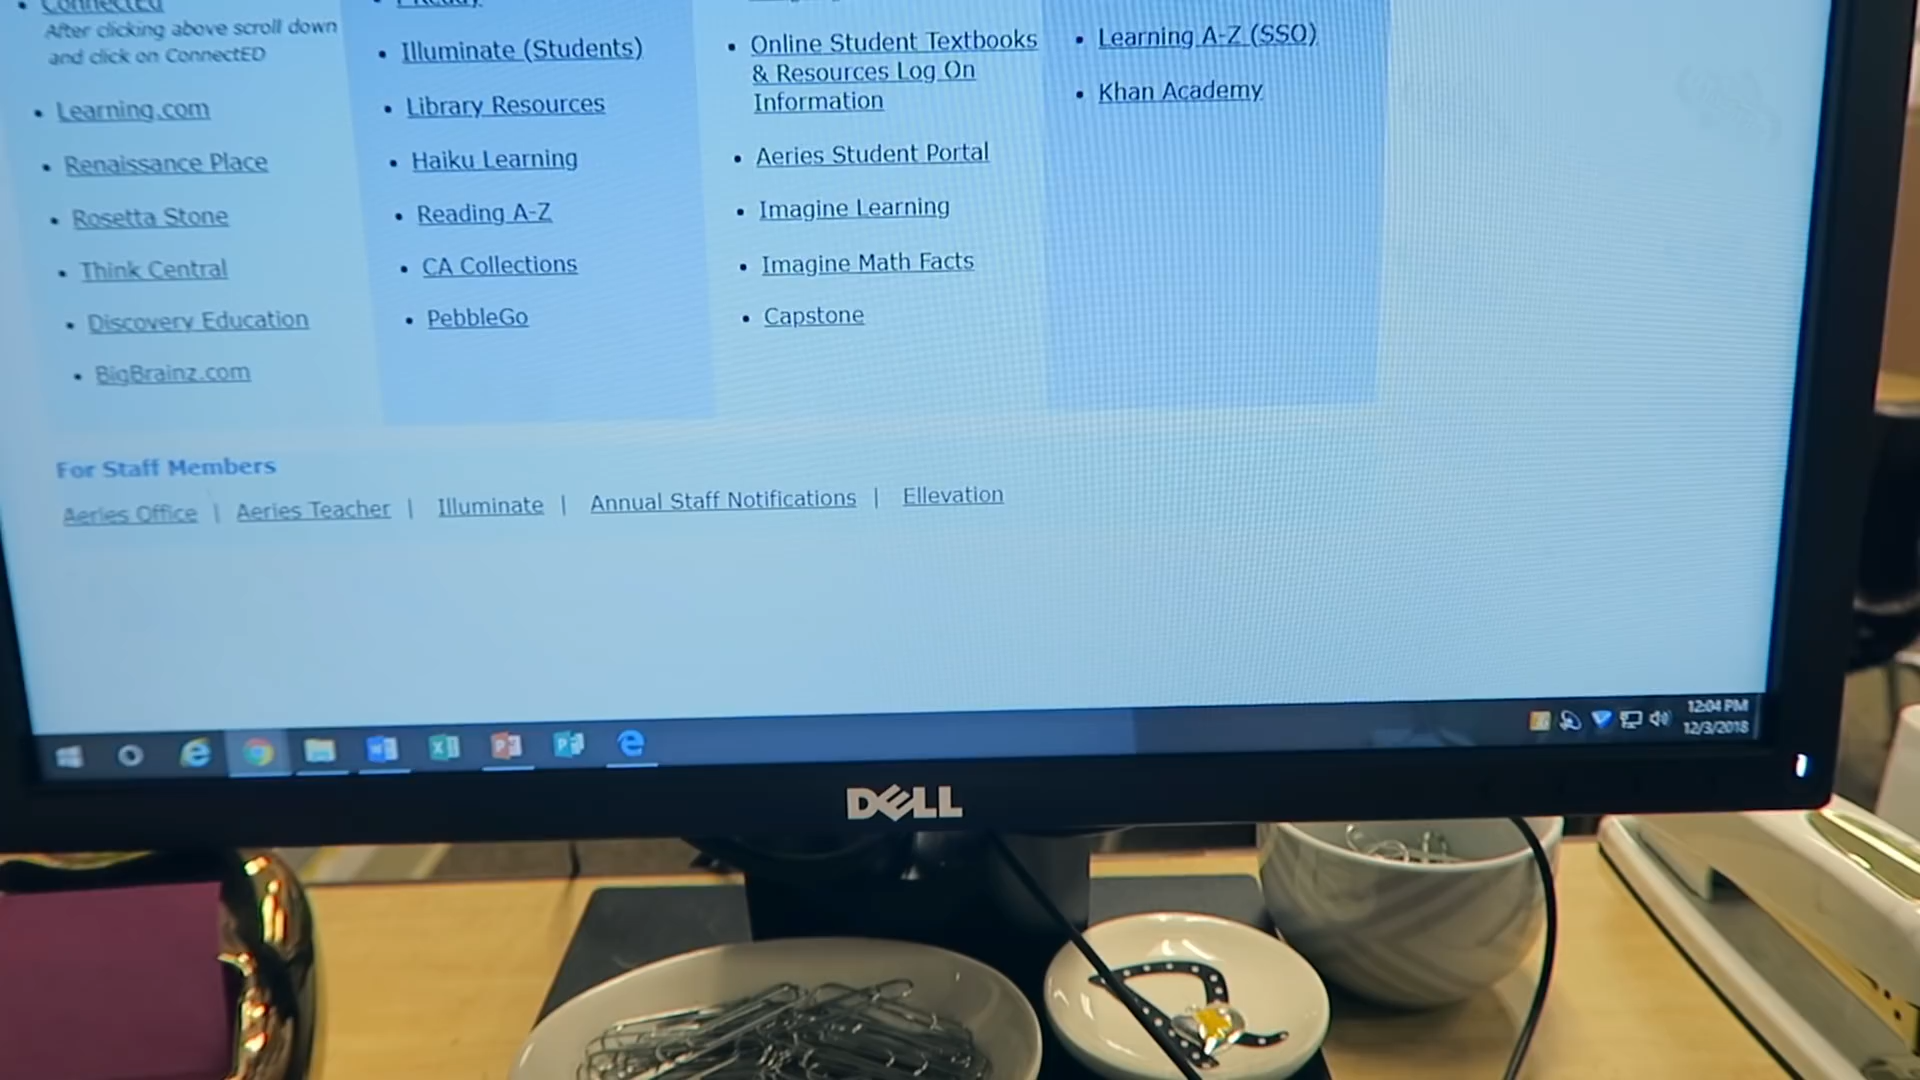 ConnectED
After clicking above scroll down
and click on ConnectED
Learning.com
Renaissance Place
Rosetta Stone
Think Central
Discovery Education
BigBrainz.com
Illuminate (Students)
Library Resources
Haiku Learning
Reading A-Z
CA Collections
PebbleGo
Online Student Textbooks
& Resources Log On
Information
Aeries Student Portal
Imagine Learning
Imagine Math Facts
Capstone
Learning A-Z (SSO)
Khan Academy
For Staff Members
Aeries Office | Aeries Teacher | Illuminate | Annual Staff Notifications | Ellevation
12:04 PM
12/3/2018
DELL